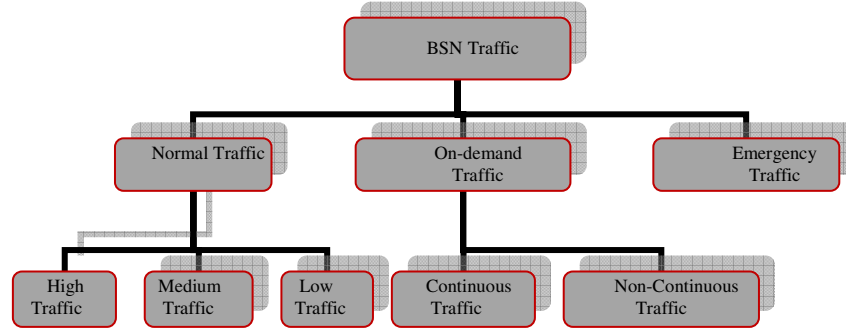 BSN Traffic
Normal Traffic
On-demand
Traffic
Emergency
Traffic
High
Traffic
Medium
Traffic
Low
Traffic
Continuous
Traffic
Non-Continuous
Traffic